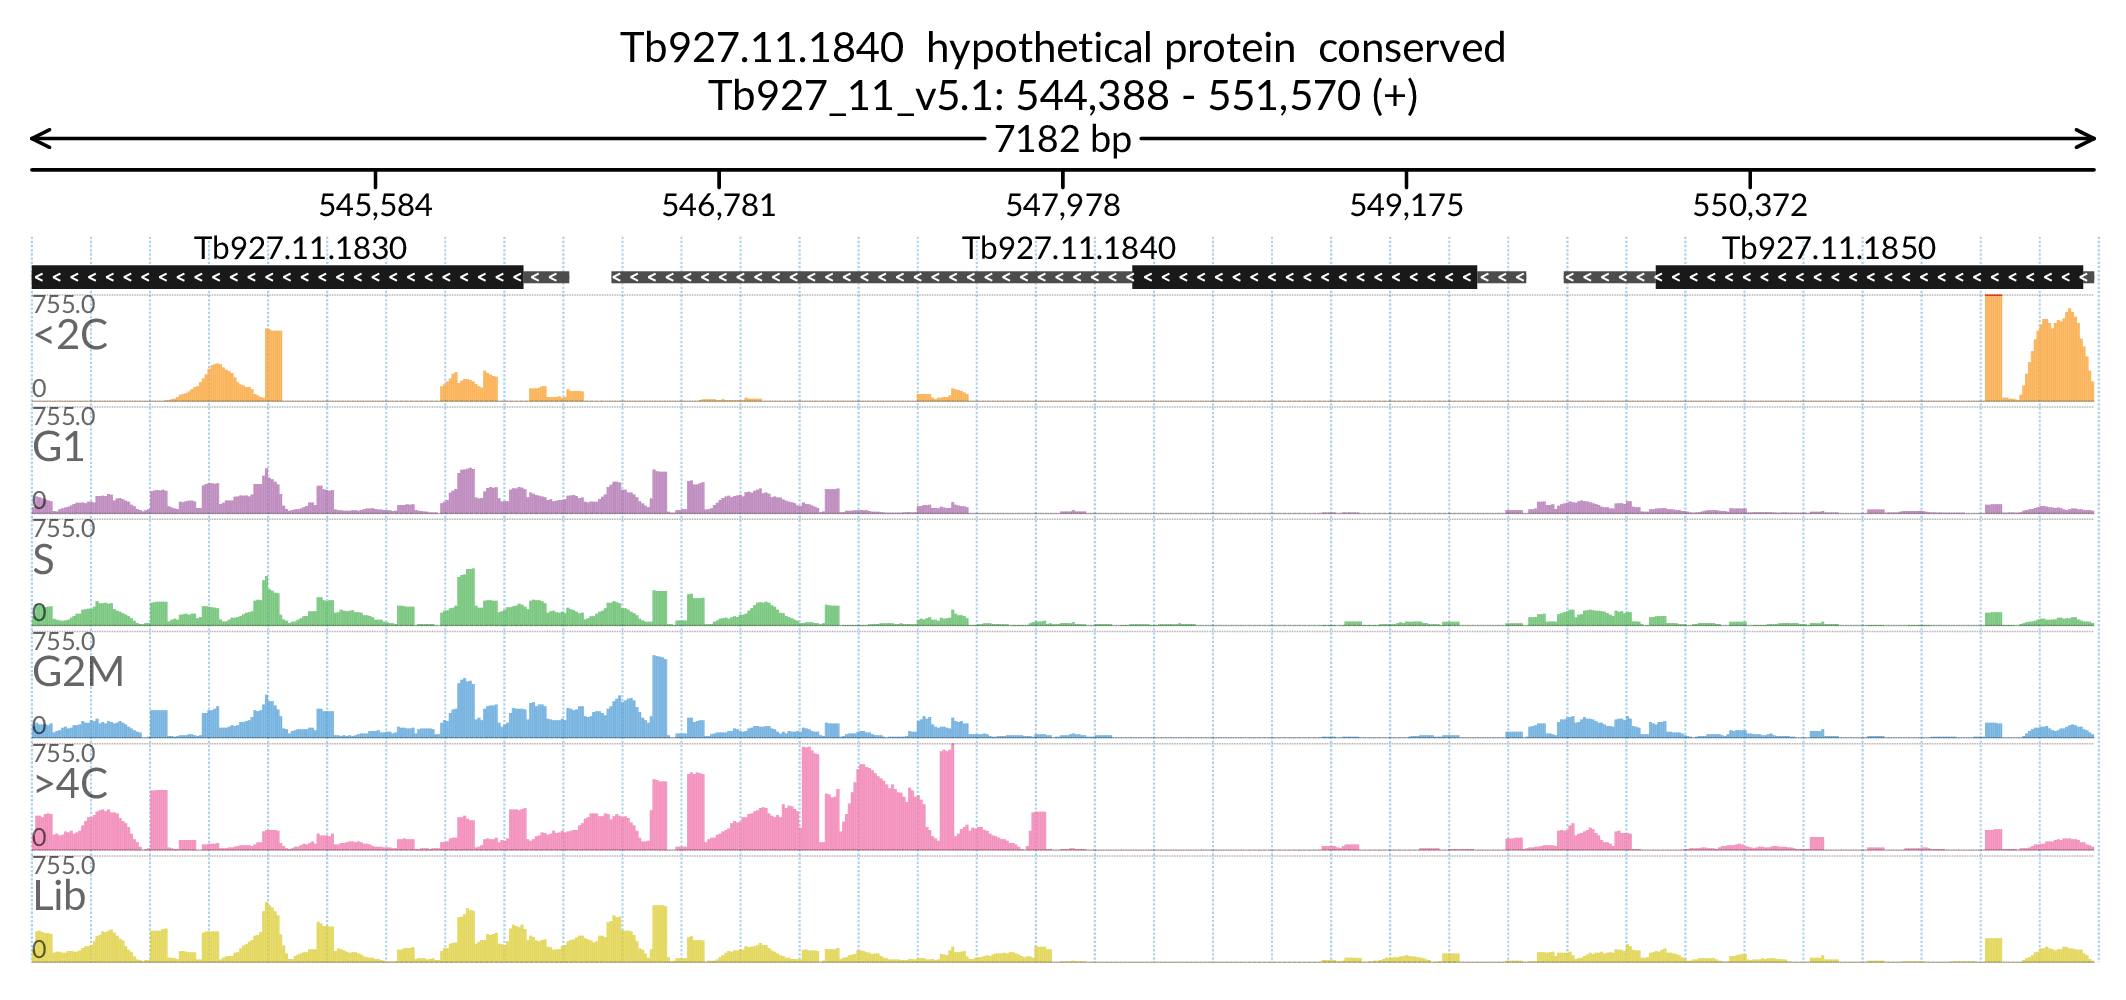 Tb927.11.1840  hypothetical protein  conserved
Tb927_11_v5.1: 544,388 - 551,570 (+)
7182 bp
545,584 546,781 547,978 549,175 550,372
Tb927.11.1830 Tb927.11.1840 Tb927.11.1850
755.0
<2C
0
755.0
G1
0
755.0
S
0
755.0
G2M
0
755.0
>4C
0
755.0
Lib
0